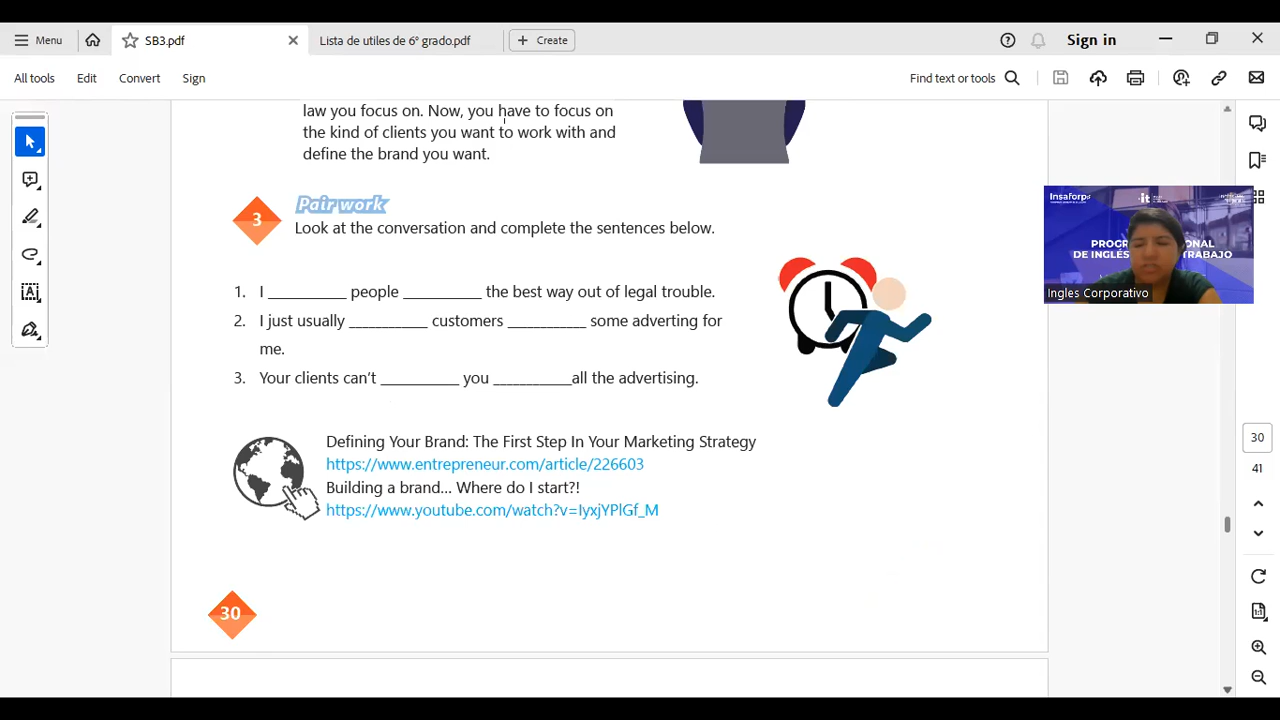 Menu
SB3.pdf
Lista de utiles de 6° grado.pdf
Create
Sign in
All tools
Edit
Convert
Sign
Find text or tools
law you focus on. Now, you have to focus on
the kind of clients you want to work with and
define the brand you want.
3
Pair work
Look at the conversation and complete the sentences below.
1. I __________ people __________ the best way out of legal trouble.
2. I just usually __________ customers __________ some adverting for
me.
3. Your clients can't __________ you __________all the advertising.
Defining Your Brand: The First Step In Your Marketing Strategy
https://www.entrepreneur.com/article/226603
Building a brand... Where do I start?!
https://www.youtube.com/watch?v=IyxjYPlGf_M
30
Insaforp
it
DE INGLÉS
TRABAJO
Ingles Corporativo
30
41